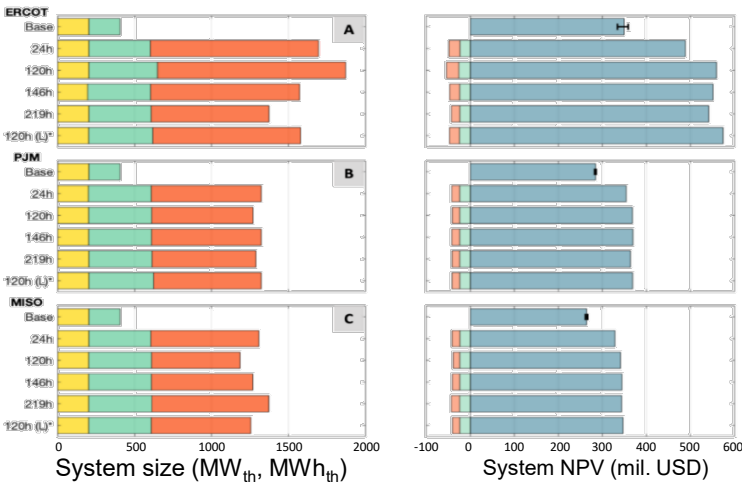 ERCOT
Base
24h
120h
146h
219h
120h (L)*
A
PJM
Base
24h
120h
146h
219h
120h (L)*
B
MISO
Base
24h
120h
146h
219h
120h (L)*
C
0 500 1000 1500 2000
System size (MWth, MWhth)
-100 0 100 200 300 400 500 600
System NPV (mil. USD)